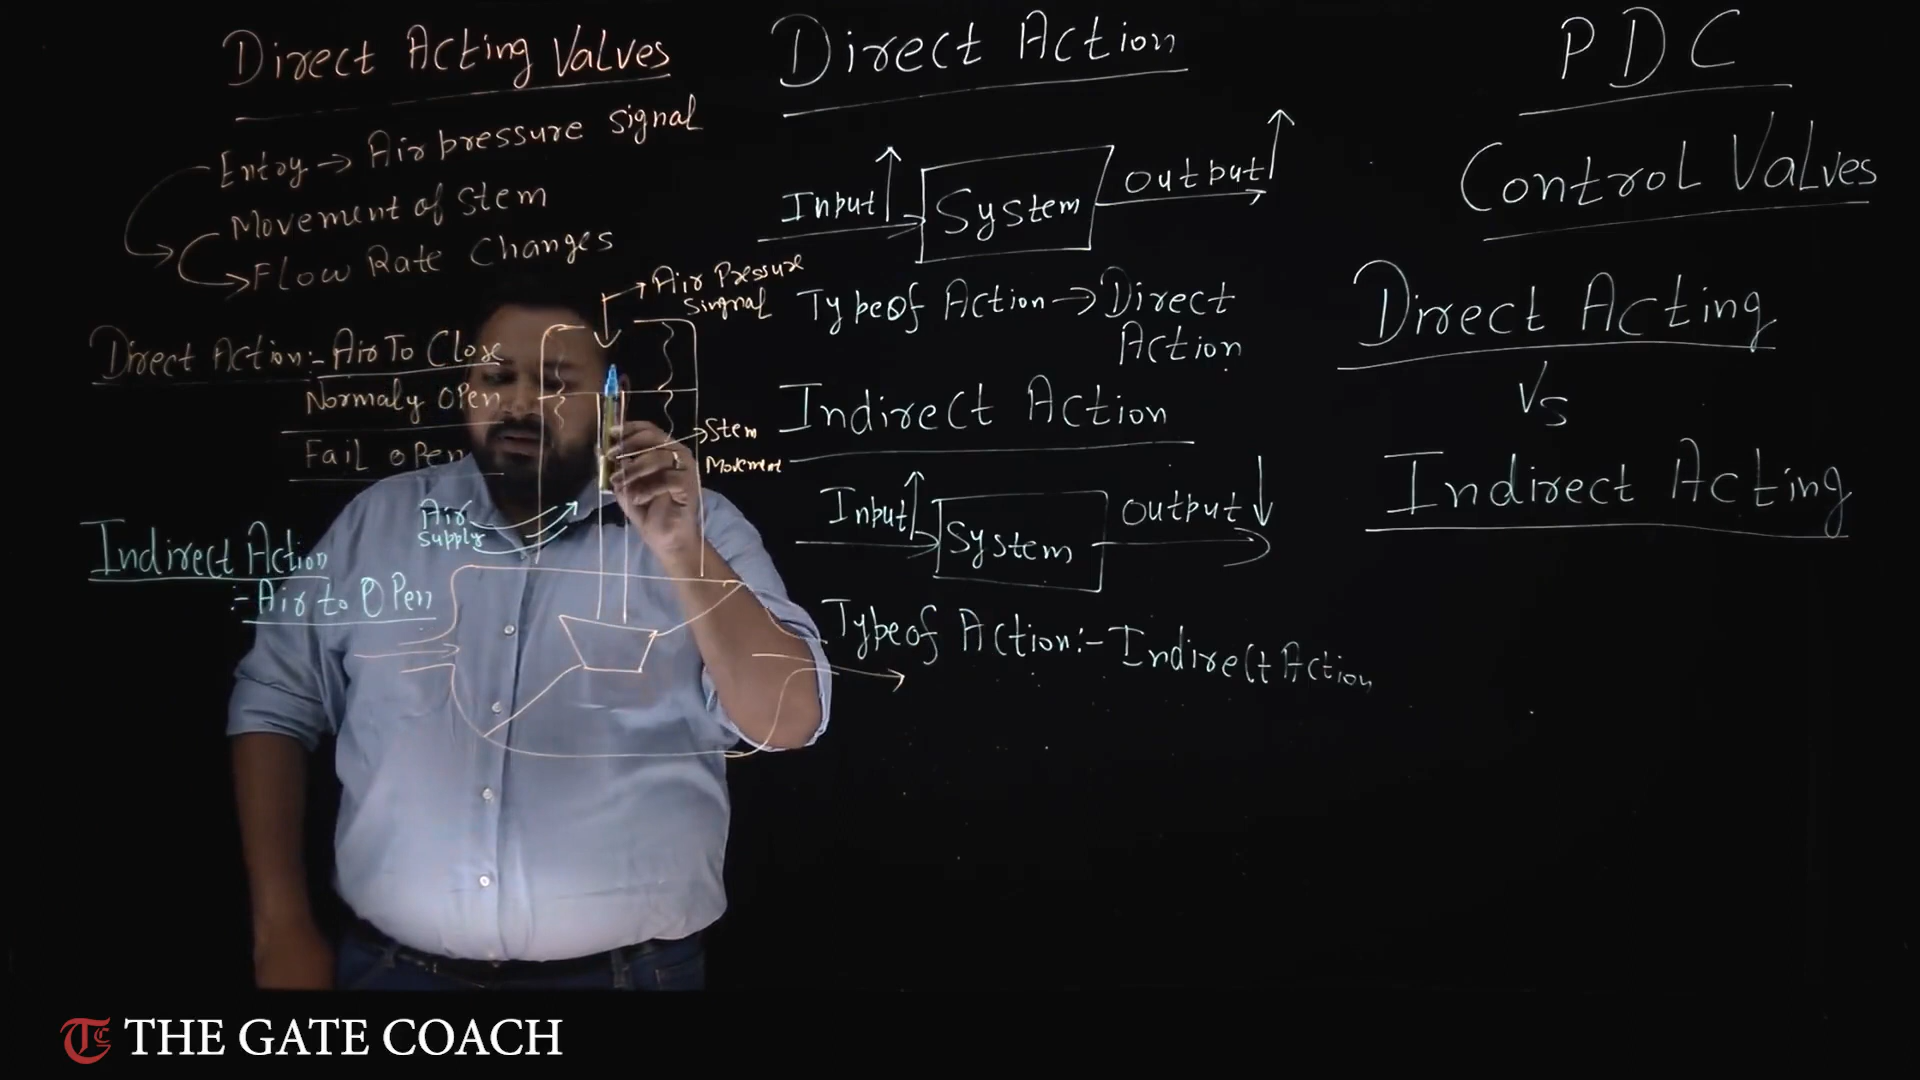 Direct Acting Valves
Entry → Air pressure signal
Movement of Stem
Flow Rate Changes
Air Pressure
Singnal
Direct Action:- Air To Close
Normaly Open
Fail open
Stem
Movement
Air
Supply
Indirect Action
:- Air to Open
Direct Action
Input ↑
System
Output ↑
Type of Action → Direct
Action
Indirect Action
Input ↑
System
Output ↓
Type of Action:- Indirect Action
PDC
Control Valves
Direct Acting
Vs
Indirect Acting
Tc THE GATE COACH